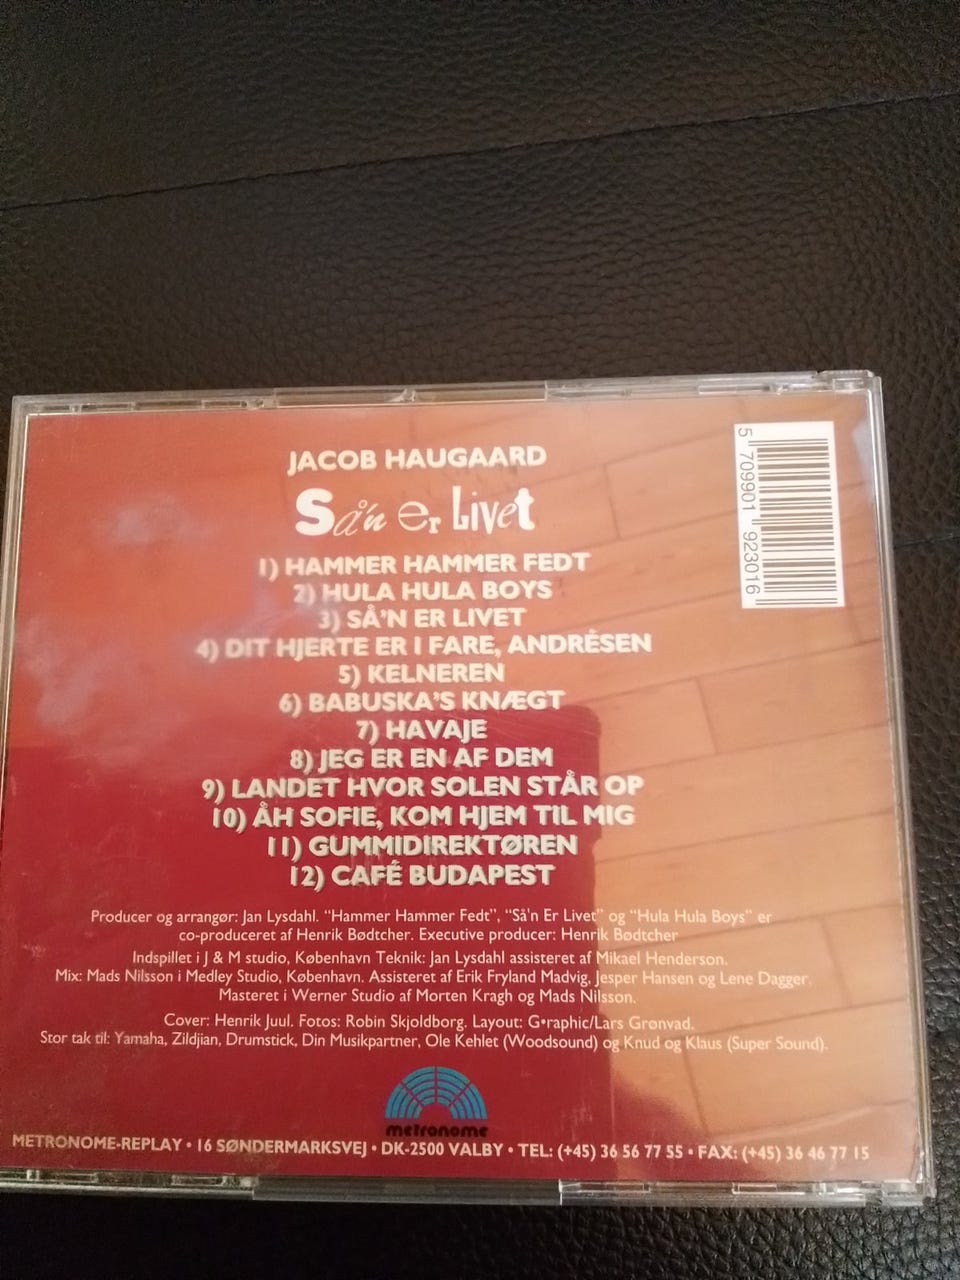 JACOB HAUGAARD
Så'n er Livet
1) HAMMER HAMMER FEDT
2) HULA HULA BOYS
3) SÅ'N ER LIVET
4) DIT HJERTE ER I FARE, ANDRÉSEN
5) KELNEREN
6) BABUSKA'S KNÆGT
7) HAVAJE
8) JEG ER EN AF DEM
9) LANDET HVOR SOLEN STÅR OP
10) ÅH SOFIE, KOM HJEM TIL MIG
11) GUMMIDIREKTØREN
12) CAFÉ BUDAPEST
Producer og arrangør: Jan Lysdahl. "Hammer Hammer Fedt", "Så'n Er Livet" og "Hula Hula Boys" er
co-produceret af Henrik Bødtcher. Executive producer: Henrik Bødtcher
Indspillet i J & M studio, København Teknik: Jan Lysdahl assisteret af Mikael Henderson.
Mix: Mads Nilsson i Medley Studio, København. Assisteret af Erik Fryland Madvig, Jesper Hansen og Lene Dagger.
Masteret i Werner Studio af Morten Kragh og Mads Nilsson.
Cover: Henrik Juul. Fotos: Robin Skjoldborg. Layout: G•raphic/Lars Grønvad.
Stor tak til: Yamaha, Zildjian, Drumstick, Din Musikpartner, Ole Kehlet (Woodsound) og Knud og Klaus (Super Sound).
metronome
METRONOME-REPLAY • 16 SØNDERMARKSVEJ • DK-2500 VALBY • TEL: (+45) 36 56 77 55 • FAX: (+45) 36 46 77 15
5 709901 923016